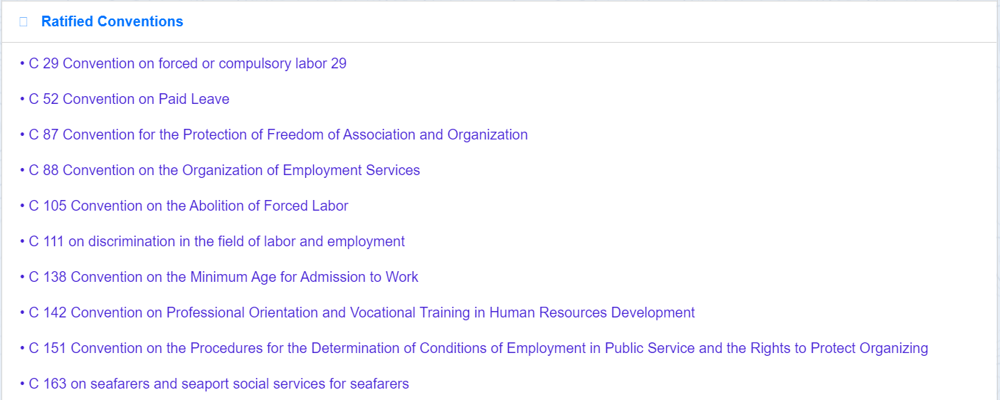 Ratified Conventions
• C 29 Convention on forced or compulsory labor 29
• C 52 Convention on Paid Leave
• C 87 Convention for the Protection of Freedom of Association and Organization
• C 88 Convention on the Organization of Employment Services
• C 105 Convention on the Abolition of Forced Labor
• C 111 on discrimination in the field of labor and employment
• C 138 Convention on the Minimum Age for Admission to Work
• C 142 Convention on Professional Orientation and Vocational Training in Human Resources Development
• C 151 Convention on the Procedures for the Determination of Conditions of Employment in Public Service and the Rights to Protect Organizing
• C 163 on seafarers and seaport social services for seafarers